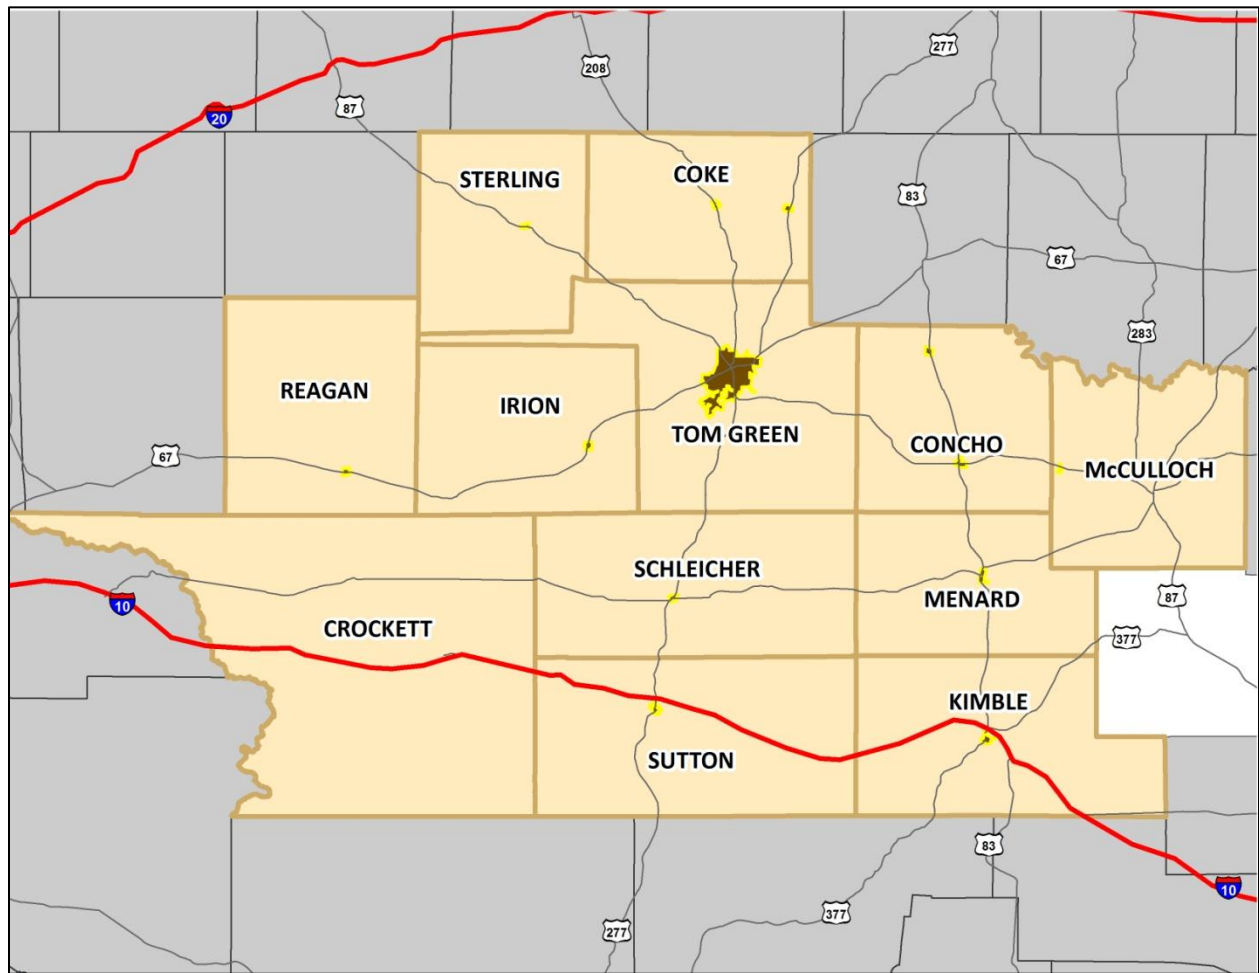 277
208
87
20
STERLING
COKE
83
67
283
REAGAN
IRION
TOM GREEN
CONCHO
67
McCULLOCH
SCHLEICHER
MENARD
10
87
CROCKETT
377
KIMBLE
SUTTON
83
10
377
277